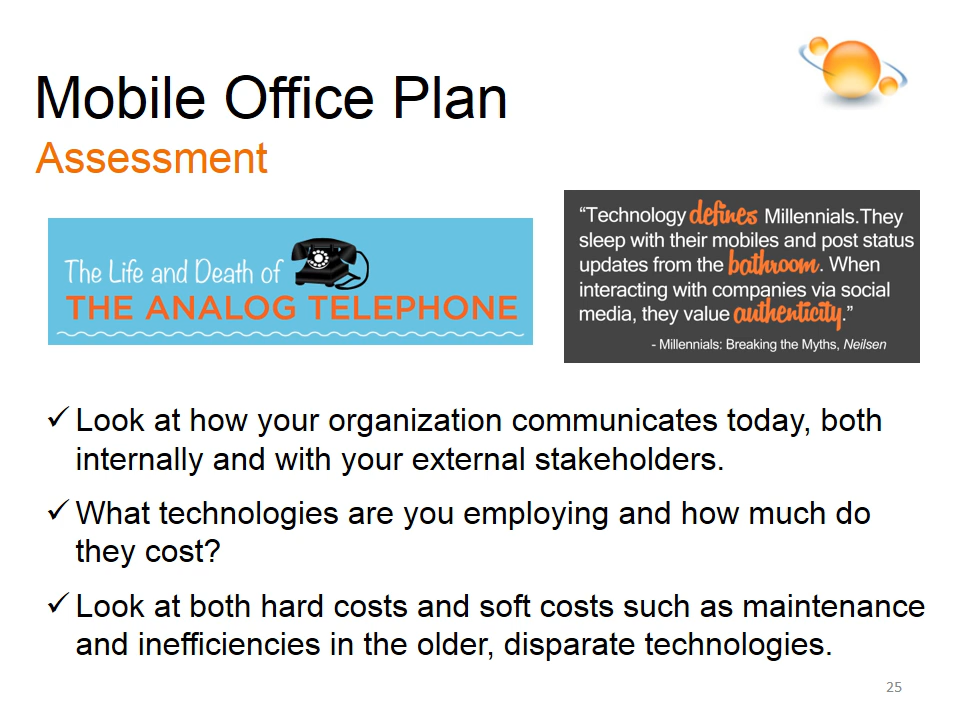 Mobile Office Plan
Assessment
The Life and Death of
THE ANALOG TELEPHONE
“Technology defines Millennials.They
sleep with their mobiles and post status
updates from the bathroom. When
interacting with companies via social
media, they value authenticity.”
- Millennials: Breaking the Myths, Neilsen
✓ Look at how your organization communicates today, both
internally and with your external stakeholders.
✓ What technologies are you employing and how much do
they cost?
✓ Look at both hard costs and soft costs such as maintenance
and inefficiencies in the older, disparate technologies.
25